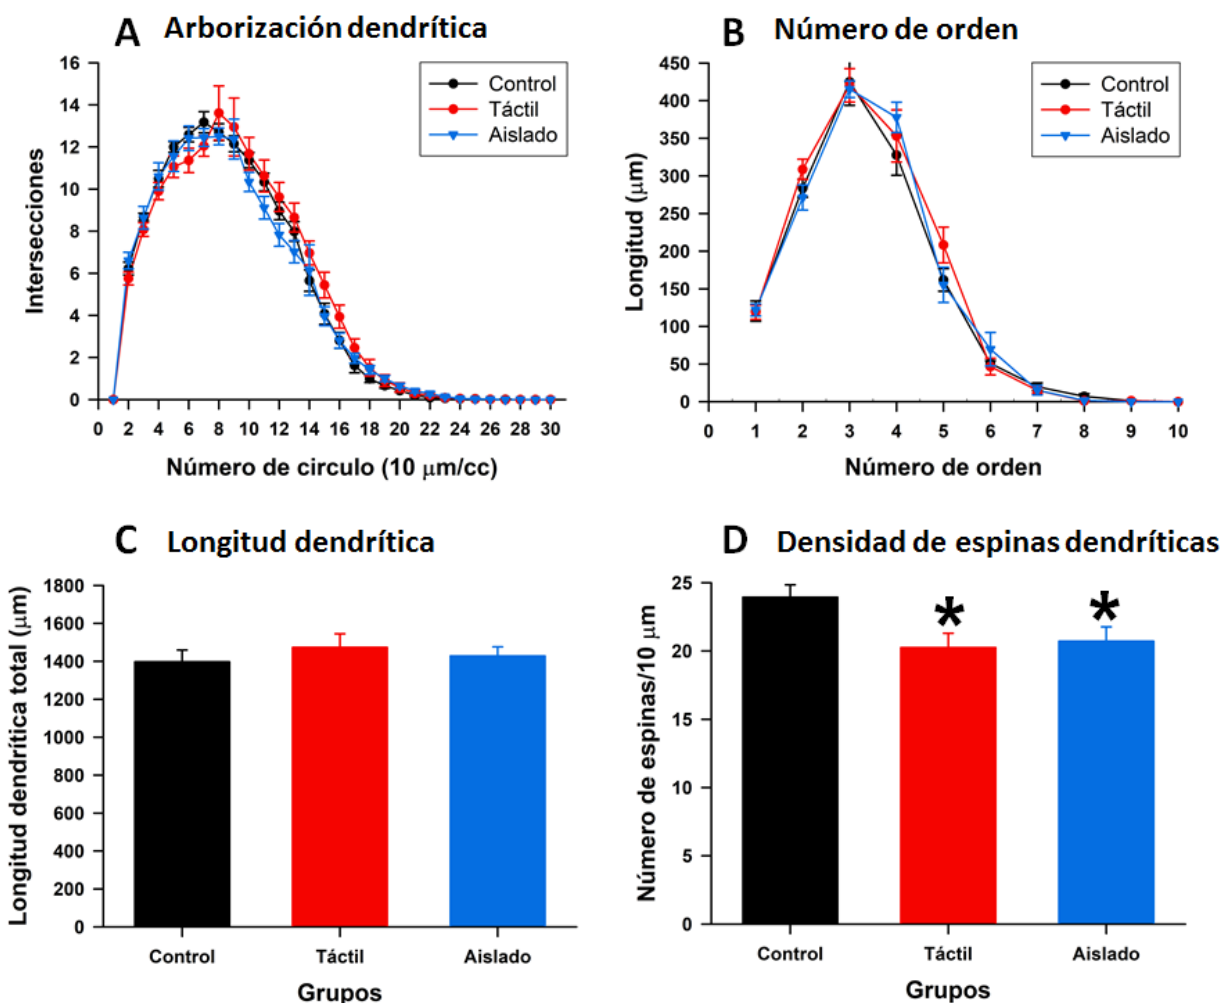 A Arborización dendrítica
16
14
12
10
8
6
4
2
0
Intersecciones
Control
Táctil
Aislado
0 2 4 6 8 10 12 14 16 18 20 22 24 26 28 30
Número de circulo (10 μm/cc)
B Número de orden
450
400
350
300
250
200
150
100
50
0
Longitud (μm)
Control
Táctil
Aislado
0 1 2 3 4 5 6 7 8 9 10
Número de orden
C Longitud dendrítica
1800
1600
1400
1200
1000
800
600
400
200
0
Longitud dendrítica total (μm)
Control Táctil Aislado
Grupos
D Densidad de espinas dendríticas
25
20
15
10
5
0
Número de espinas/10 μm
* *
Control Táctil Aislado
Grupos